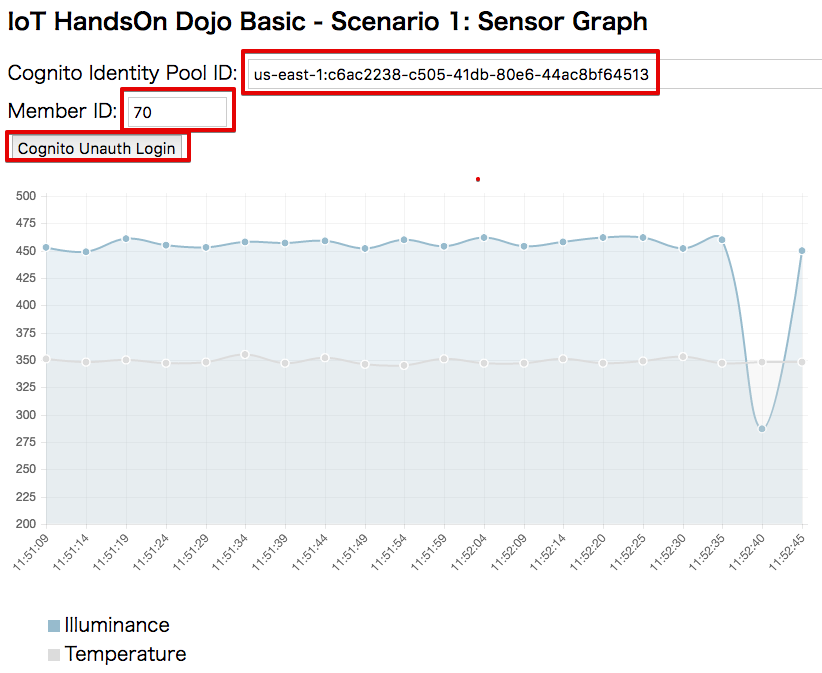 IoT HandsOn Dojo Basic - Scenario 1: Sensor Graph
Cognito Identity Pool ID: us-east-1:c6ac2238-c505-41db-80e6-44ac8bf64513
Member ID: 70
Cognito Unauth Login
500
475
450
425
400
375
350
325
300
275
250
225
200
11:51:09 11:51:14 11:51:19 11:51:24 11:51:29 11:51:34 11:51:39 11:51:44 11:51:49 11:51:54 11:51:59 11:52:04 11:52:09 11:52:14 11:52:20 11:52:25 11:52:30 11:52:35 11:52:40 11:52:45
Illuminance
Temperature